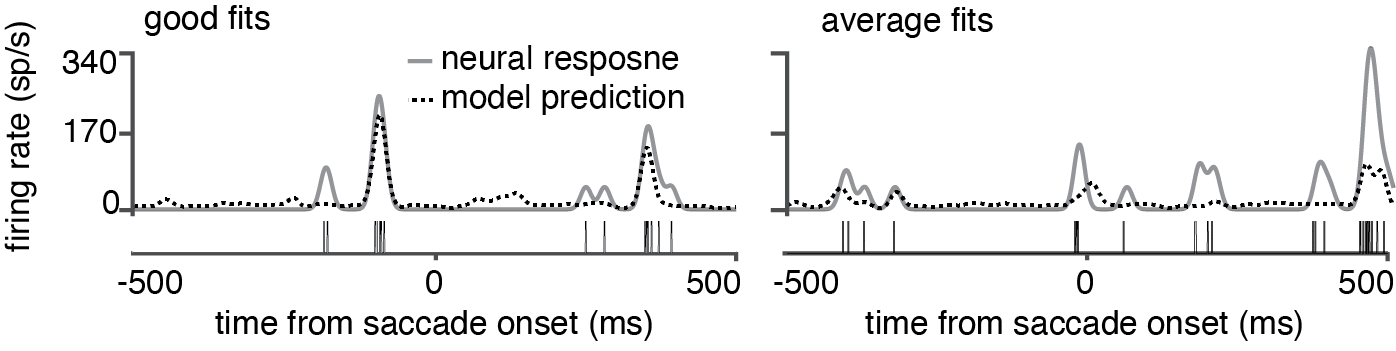 good fits
average fits
neural resposne
model prediction
firing rate (sp/s)
340
170
0
-500
0
500
-500
0
500
time from saccade onset (ms)
time from saccade onset (ms)